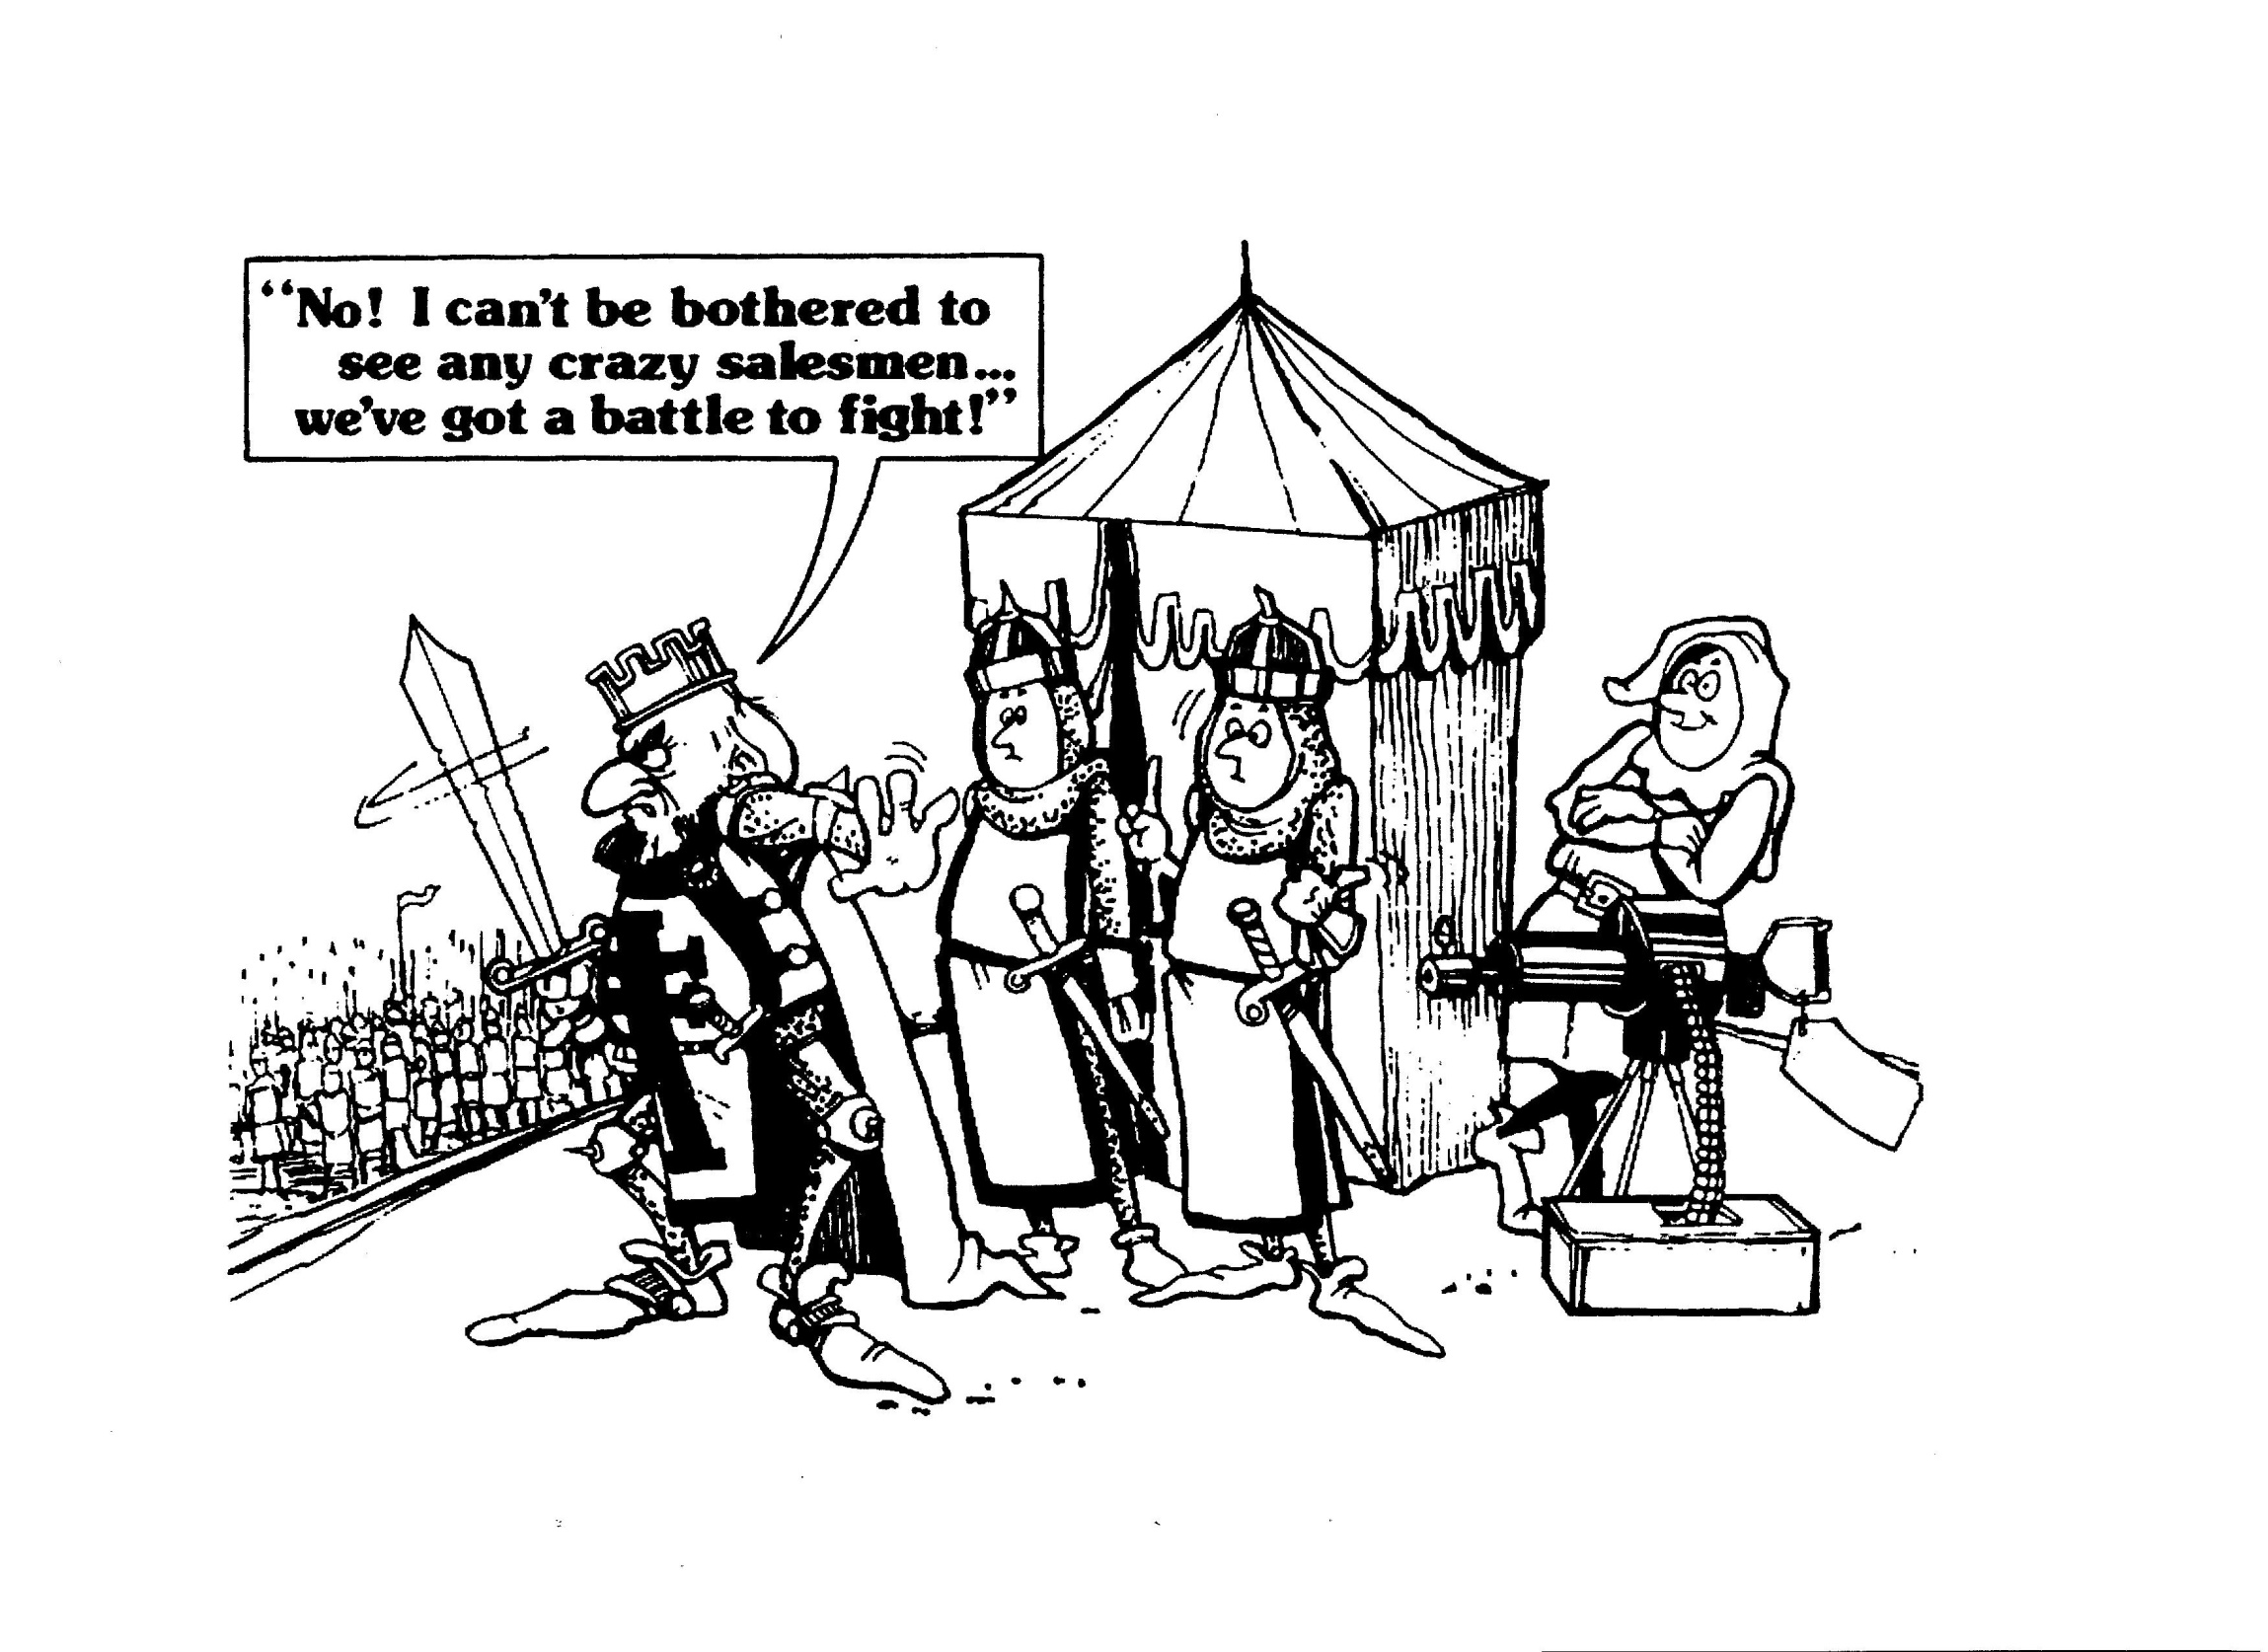 “No! I can't be bothered to
see any crazy salesmen...
we've got a battle to fight!”